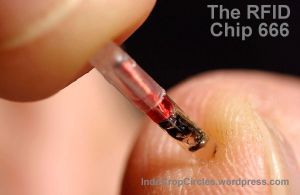 The RFID
Chip 666
IndoCropCircles.wordpress.com